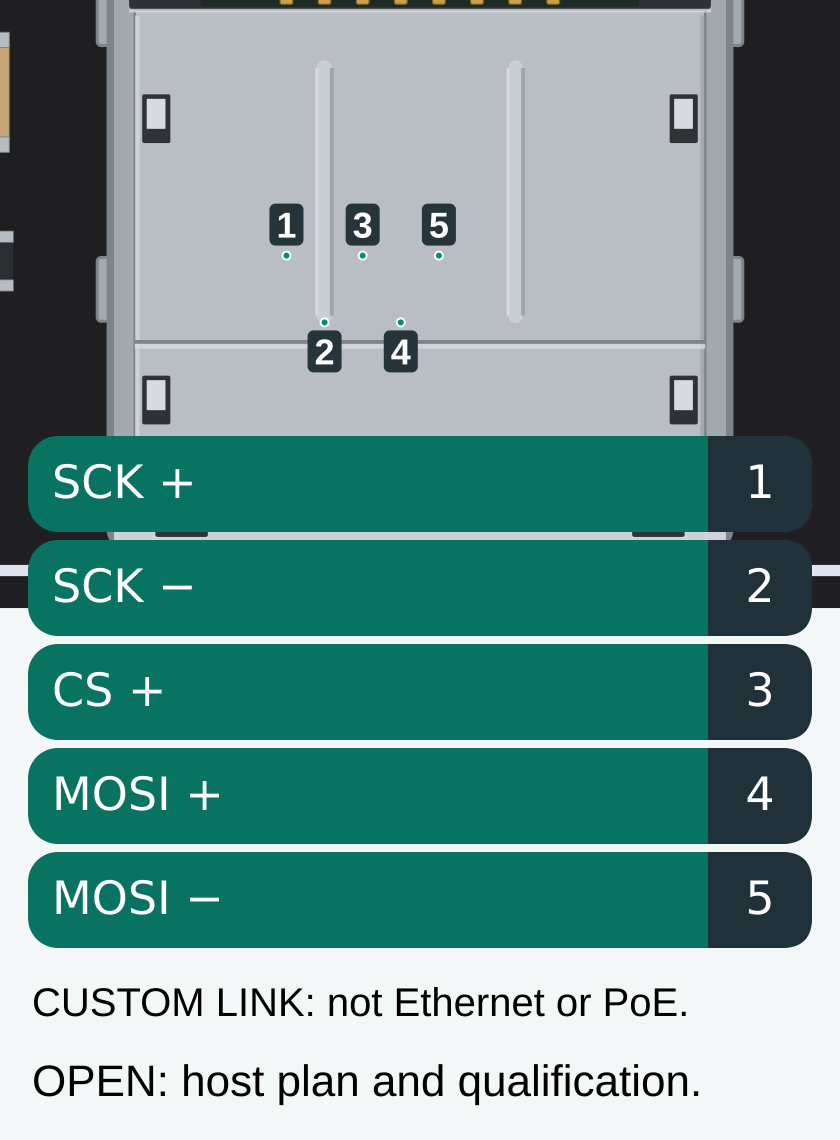 1 3 5
2 4
SCK + 1
SCK − 2
CS + 3
MOSI + 4
MOSI − 5
CUSTOM LINK: not Ethernet or PoE.
OPEN: host plan and qualification.